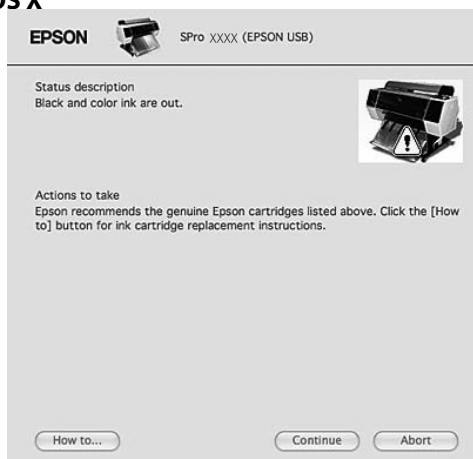 OS X
EPSON
SPro XXXX (EPSON USB)
Status description
Black and color ink are out.
Actions to take
Epson recommends the genuine Epson cartridges listed above. Click the [How
to] button for ink cartridge replacement instructions.
How to...
Continue
Abort